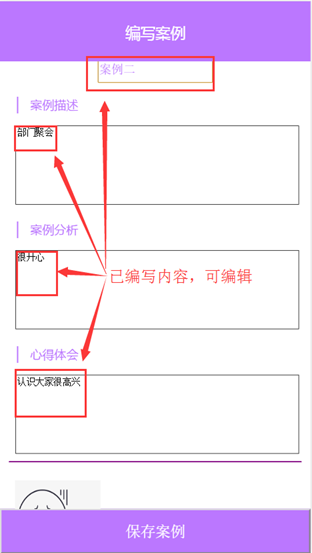 编写案例
案例二
案例描述
部门聚会
案例分析
很开心
已编写内容，可编辑
心得体会
认识大家很高兴
保存案例